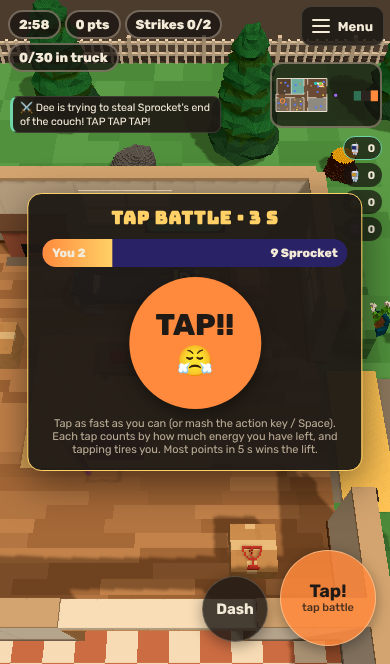 2:58
0 pts
Strikes 0/2
Menu
0/30 in truck
⚔️ Dee is trying to steal Sprocket's end
of the couch! TAP TAP TAP!
0
0
0
0
TAP BATTLE · 3 S
You 2
9 Sprocket
TAP!!
😤
Tap as fast as you can (or mash the action key / Space).
Each tap counts by how much energy you have left, and
tapping tires you. Most points in 5 s wins the lift.
Dash
Tap!
tap battle